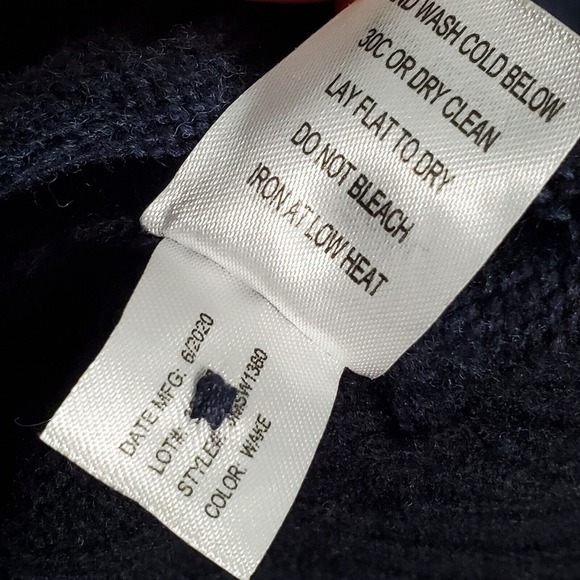 WASH COLD BELOW
30C OR DRY CLEAN
LAY FLAT TO DRY
DO NOT BLEACH
IRON AT LOW HEAT
DATE MFG: 6/2020
LOT#:
STYLE#:
COLOR: WAKE